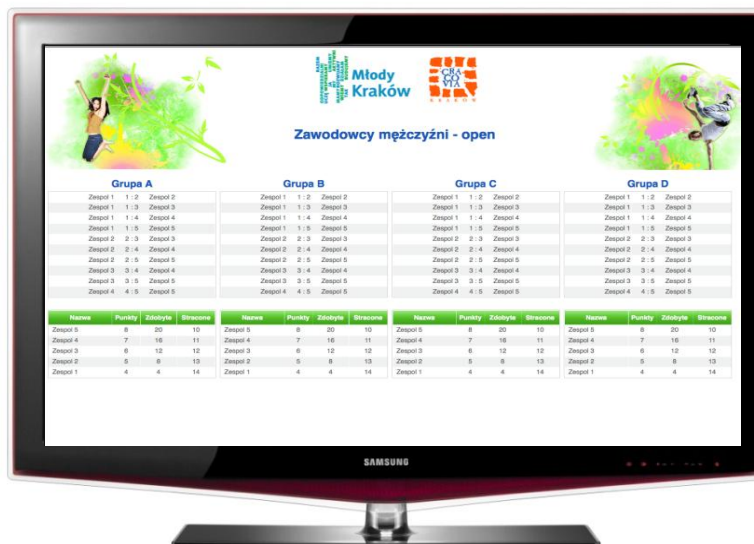 Młody
Kraków
CRA
CO
VIA
KRAKÓW
Zawodowcy mężczyźni - open
Grupa A Grupa B Grupa C Grupa D
Zespol 1 1 : 2 Zespol 2 Zespol 1 1 : 2 Zespol 2 Zespol 1 1 : 2 Zespol 2 Zespol 1 1 : 2 Zespol 2
Zespol 1 1 : 3 Zespol 3 Zespol 1 1 : 3 Zespol 3 Zespol 1 1 : 3 Zespol 3 Zespol 1 1 : 3 Zespol 3
Zespol 1 1 : 4 Zespol 4 Zespol 1 1 : 4 Zespol 4 Zespol 1 1 : 4 Zespol 4 Zespol 1 1 : 4 Zespol 4
Zespol 1 1 : 5 Zespol 5 Zespol 1 1 : 5 Zespol 5 Zespol 1 1 : 5 Zespol 5 Zespol 1 1 : 5 Zespol 5
Zespol 2 2 : 3 Zespol 3 Zespol 2 2 : 3 Zespol 3 Zespol 2 2 : 3 Zespol 3 Zespol 2 2 : 3 Zespol 3
Zespol 2 2 : 4 Zespol 4 Zespol 2 2 : 4 Zespol 4 Zespol 2 2 : 4 Zespol 4 Zespol 2 2 : 4 Zespol 4
Zespol 2 2 : 5 Zespol 5 Zespol 2 2 : 5 Zespol 5 Zespol 2 2 : 5 Zespol 5 Zespol 2 2 : 5 Zespol 5
Zespol 3 3 : 4 Zespol 4 Zespol 3 3 : 4 Zespol 4 Zespol 3 3 : 4 Zespol 4 Zespol 3 3 : 4 Zespol 4
Zespol 3 3 : 5 Zespol 5 Zespol 3 3 : 5 Zespol 5 Zespol 3 3 : 5 Zespol 5 Zespol 3 3 : 5 Zespol 5
Zespol 4 4 : 5 Zespol 5 Zespol 4 4 : 5 Zespol 5 Zespol 4 4 : 5 Zespol 5 Zespol 4 4 : 5 Zespol 5
Nazwa Punkty Zdobyte Stracone Nazwa Punkty Zdobyte Stracone Nazwa Punkty Zdobyte Stracone Nazwa Punkty Zdobyte Stracone
Zespol 5 8 20 10 Zespol 5 8 20 10 Zespol 5 8 20 10 Zespol 5 8 20 10
Zespol 4 7 16 11 Zespol 4 7 16 11 Zespol 4 7 16 11 Zespol 4 7 16 11
Zespol 3 6 12 12 Zespol 3 6 12 12 Zespol 3 6 12 12 Zespol 3 6 12 12
Zespol 2 5 8 13 Zespol 2 5 8 13 Zespol 2 5 8 13 Zespol 2 5 8 13
Zespol 1 4 4 14 Zespol 1 4 4 14 Zespol 1 4 4 14 Zespol 1 4 4 14
SAMSUNG